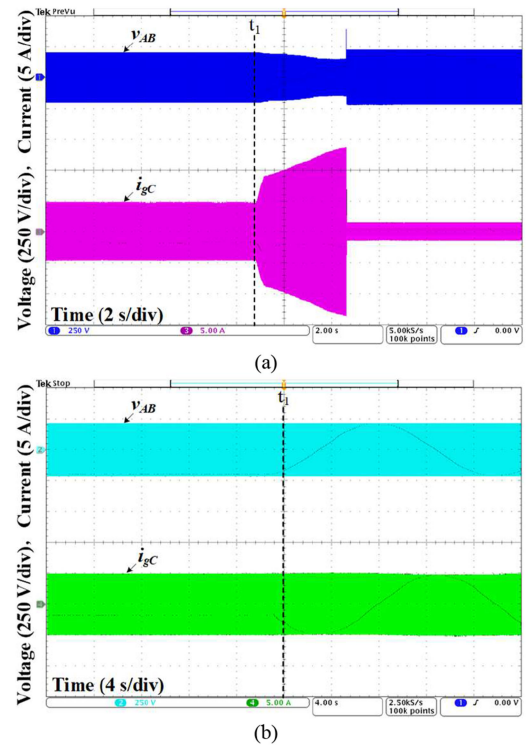 (a)
Tek PreVu
t1
vAB
igC
Voltage (250 V/div), Current (5 A/div)
Time (2 s/div)
1 250 V 3 5.00 A 2.00 s 5.00kS/s 100k points 1 0.00 V
(a)
Tek Stop
t1
vAB
igC
Voltage (250 V/div), Current (5 A/div)
Time (4 s/div)
2 250 V 4 5.00 A 4.00 s 2.50kS/s 100k points 1 0.00 V
(b)